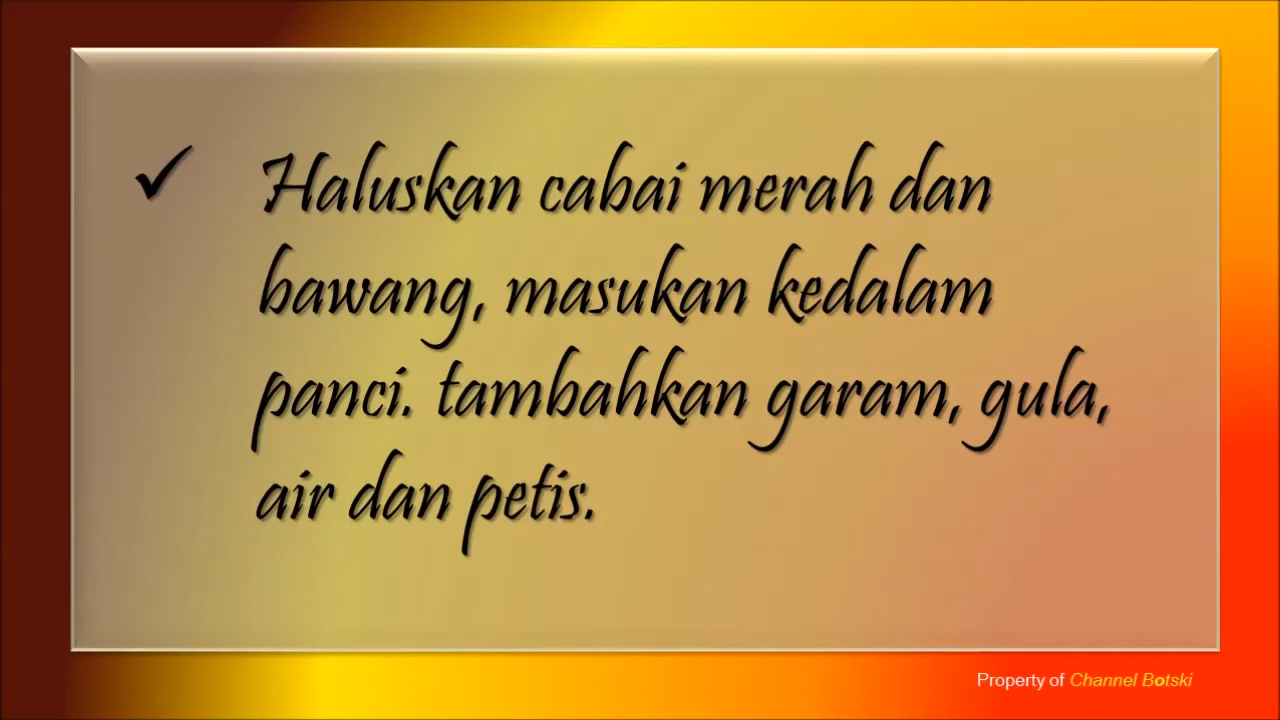 ✓ Haluskan cabai merah dan
bawang, masukan kedalam
panci. tambahkan garam, gula,
air dan petis.
Property of Channel Botski